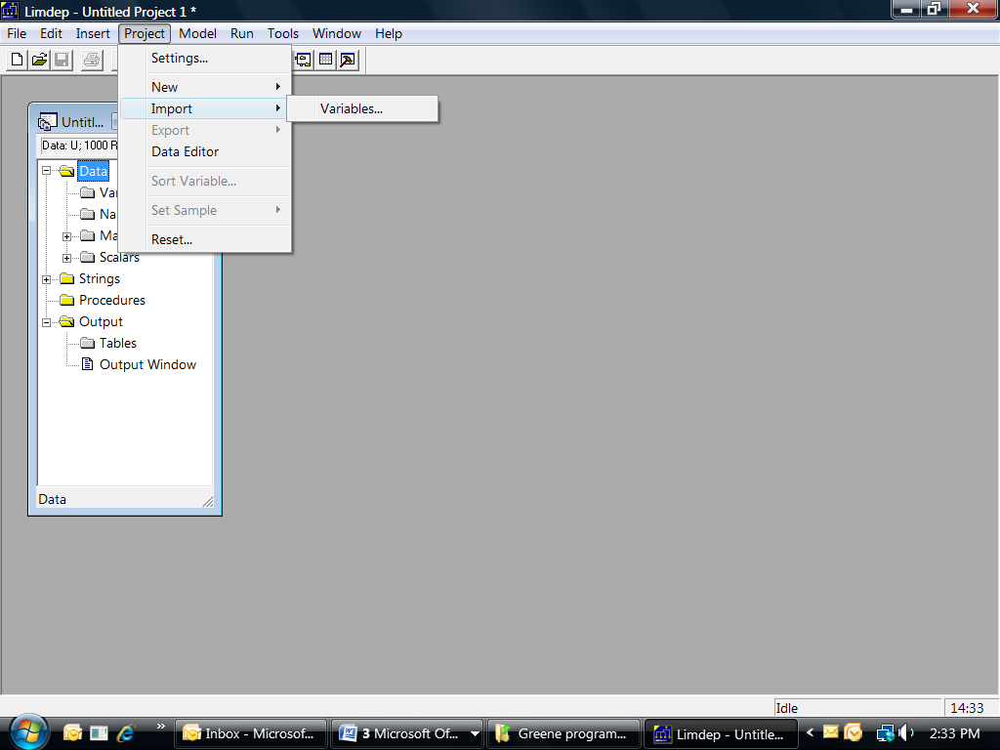 Limdep - Untitled Project 1 *
File Edit Insert Project Model Run Tools Window Help
Settings...
New
Import
Variables...
Export
Data Editor
Sort Variable...
Set Sample
Reset...
Untitl...
Data: U; 1000 R
Data
Var
Na
Ma
Scalars
Strings
Procedures
Output
Tables
Output Window
Data
Idle 14:33
Inbox - Microsof... 3 Microsoft Of... Greene program... Limdep - Untitle... 2:33 PM